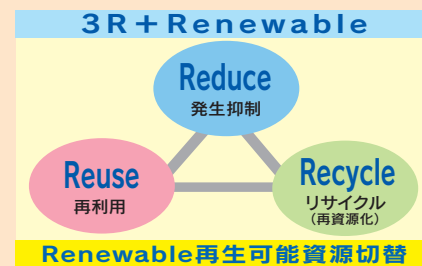 3R＋Renewable
Reduce
発生抑制
Reuse
再利用
Recycle
リサイクル
（再資源化）
Renewable再生可能資源切替